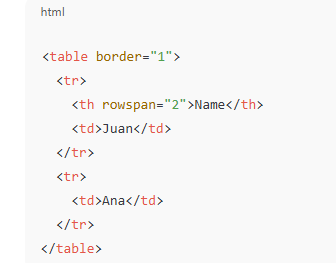 html
<table border="1">
<tr>
<th rowspan="2">Name</th>
<td>Juan</td>
</tr>
<tr>
<td>Ana</td>
</tr>
</table>